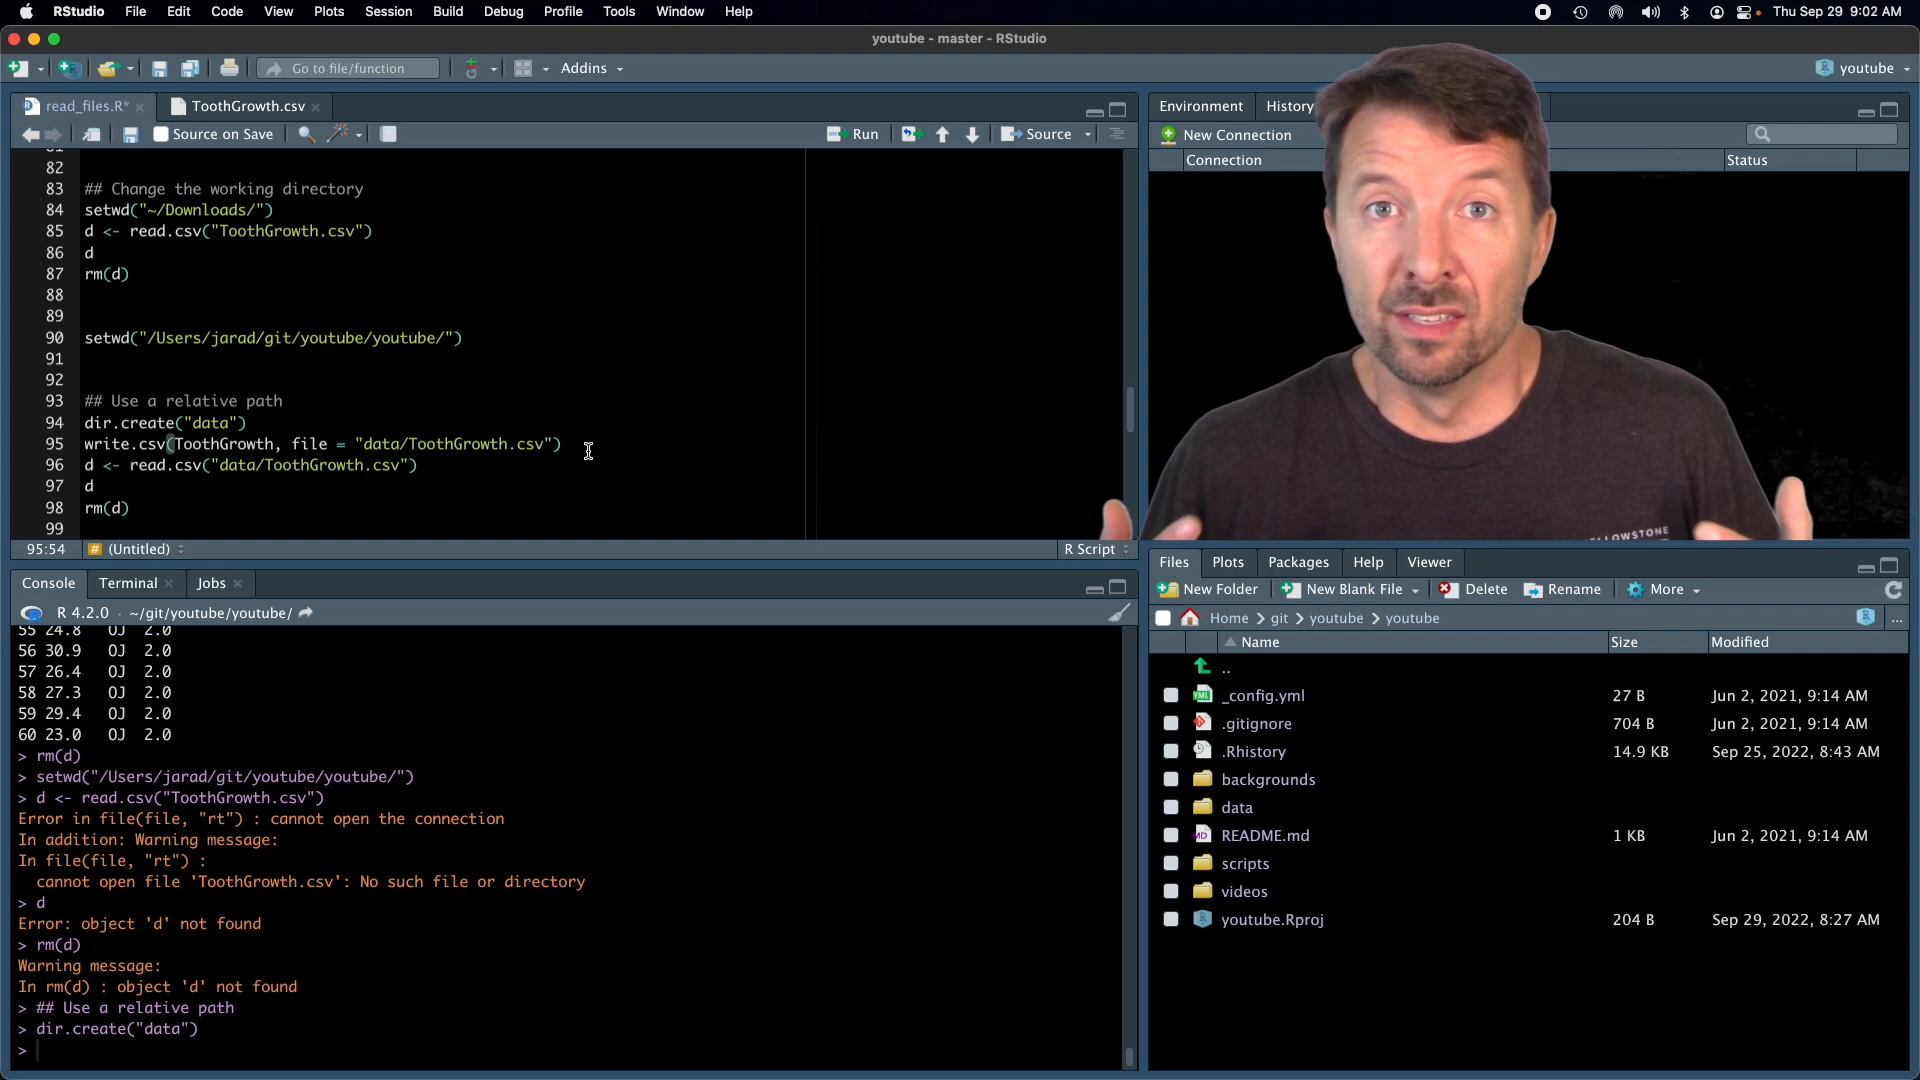 RStudio File Edit Code View Plots Session Build Debug Profile Tools Window Help Thu Sep 29 9:02 AM
youtube - master - RStudio
Go to file/function Addins youtube
read_files.R* ToothGrowth.csv
Source on Save Run Source
82
83 ## Change the working directory
84 setwd("~/Downloads/")
85 d <- read.csv("ToothGrowth.csv")
86 d
87 rm(d)
88
89
90 setwd("/Users/jarad/git/youtube/youtube/")
91
92
93 ## Use a relative path
94 dir.create("data")
95 write.csv(ToothGrowth, file = "data/ToothGrowth.csv")
96 d <- read.csv("data/ToothGrowth.csv")
97 d
98 rm(d)
99
95:54 # (Untitled) R Script
Console Terminal Jobs
R 4.2.0 · ~/git/youtube/youtube/
55 24.8 OJ 2.0
56 30.9 OJ 2.0
57 26.4 OJ 2.0
58 27.3 OJ 2.0
59 29.4 OJ 2.0
60 23.0 OJ 2.0
> rm(d)
> setwd("/Users/jarad/git/youtube/youtube/")
> d <- read.csv("ToothGrowth.csv")
Error in file(file, "rt") : cannot open the connection
In addition: Warning message:
In file(file, "rt") :
cannot open file 'ToothGrowth.csv': No such file or directory
> d
Error: object 'd' not found
> rm(d)
Warning message:
In rm(d) : object 'd' not found
> ## Use a relative path
> dir.create("data")
>
Environment History
New Connection
Connection Status
ELLOWSTONE
Files Plots Packages Help Viewer
New Folder New Blank File Delete Rename More
Home > git > youtube > youtube ...
Name Size Modified
..
_config.yml 27 B Jun 2, 2021, 9:14 AM
.gitignore 704 B Jun 2, 2021, 9:14 AM
.Rhistory 14.9 KB Sep 25, 2022, 8:43 AM
backgrounds
data
README.md 1 KB Jun 2, 2021, 9:14 AM
scripts
videos
youtube.Rproj 204 B Sep 29, 2022, 8:27 AM